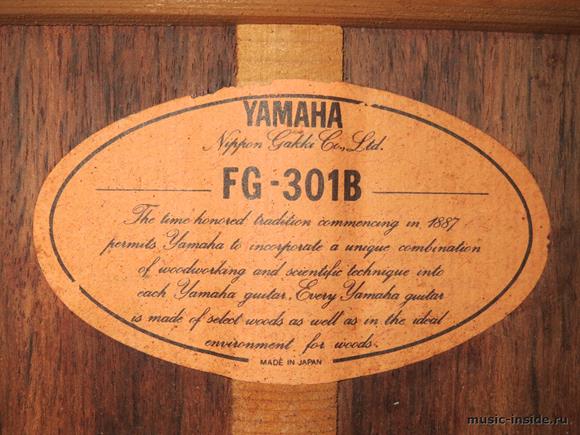 YAMAHA
Nippon Gakki Co., Ltd.
FG-301B
The time honored tradition commencing in 1887
permits Yamaha to incorporate a unique combination
of woodworking and scientific technique into
each Yamaha guitar. Every Yamaha guitar
is made of select woods as well as in the ideal
environment for woods.
MADE IN JAPAN
music-inside.ru